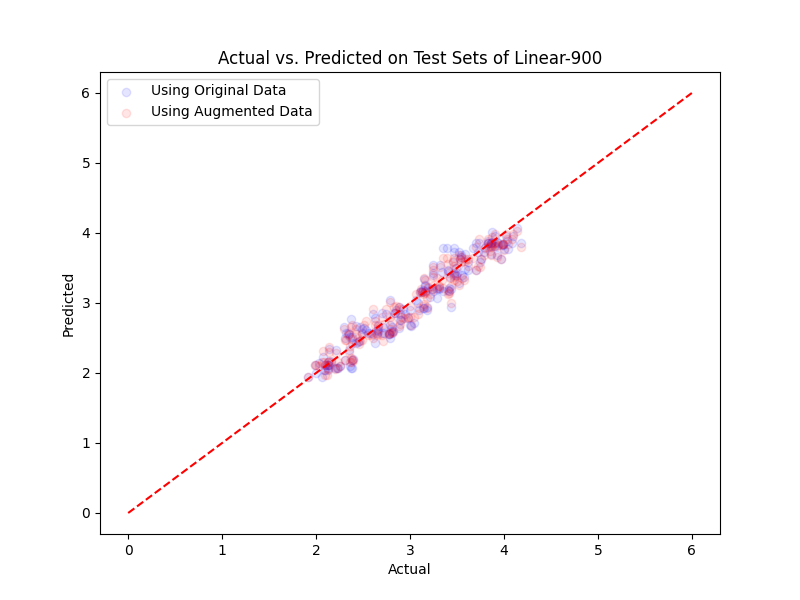 Actual vs. Predicted on Test Sets of Linear-900
Using Original Data
Using Augmented Data
6
5
4
3
2
1
0
Predicted
0 1 2 3 4 5 6
Actual